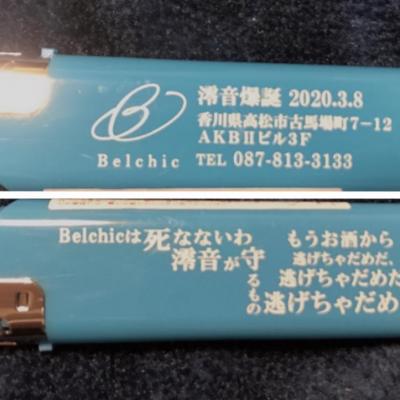 澪音爆誕 2020.3.8
香川県高松市古馬場町7-12
AKBⅡビル3F
Belchic TEL 087-813-3133
Belchicは死なないわ
澪音が守るもの
もうお酒から
逃げちゃだめだ、
逃げちゃだめだ
逃げちゃだめ